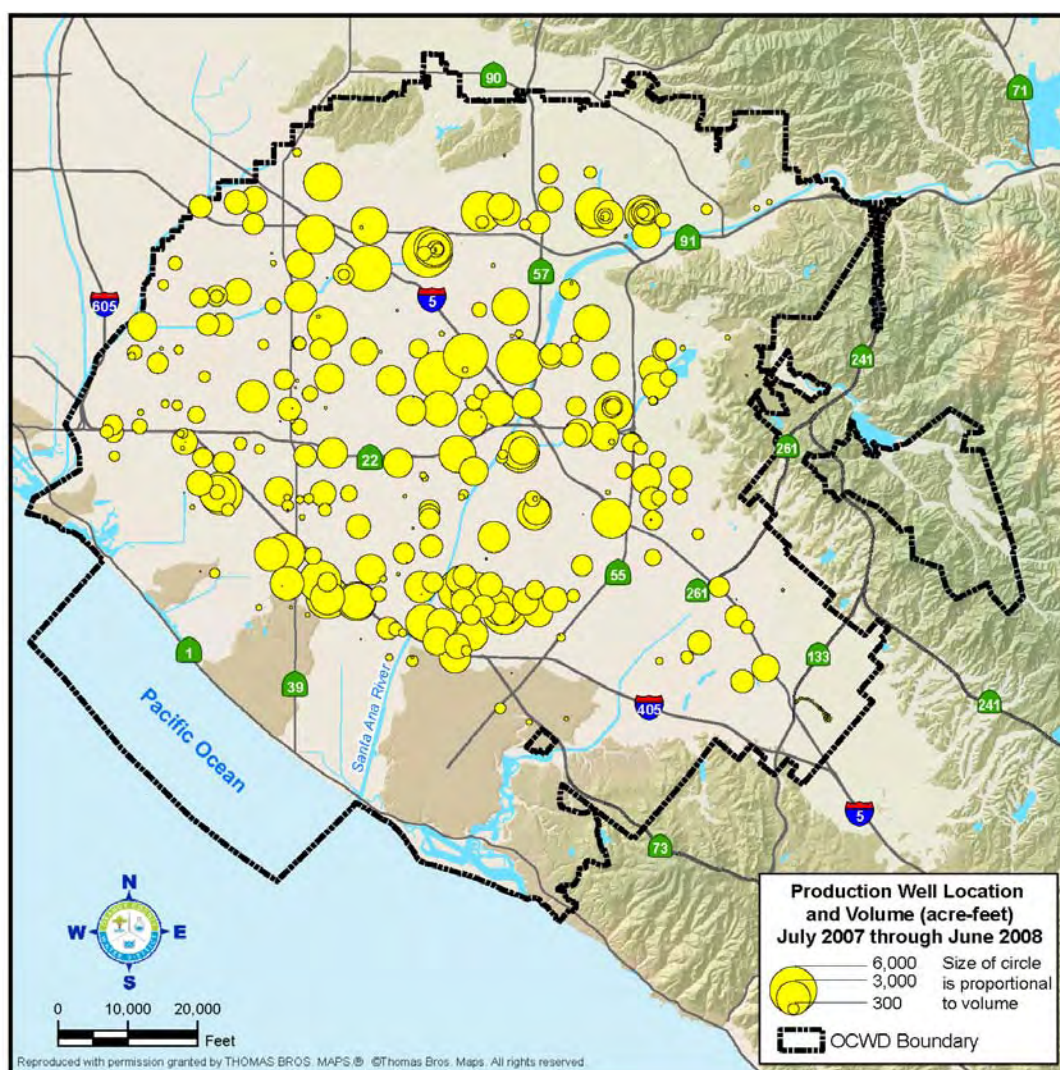 90
71
91
57
605
5
241
261
22
55
261
1
133
39
241
405
Santa Ana River
Pacific Ocean
5
73
N
W E
S
0 10,000 20,000
Feet
Production Well Location
and Volume (acre-feet)
July 2007 through June 2008
6,000 Size of circle
3,000 is proportional
300 to volume
OCWD Boundary
Reproduced with permission granted by THOMAS BROS. MAPS.® ©Thomas Bros. Maps. All rights reserved